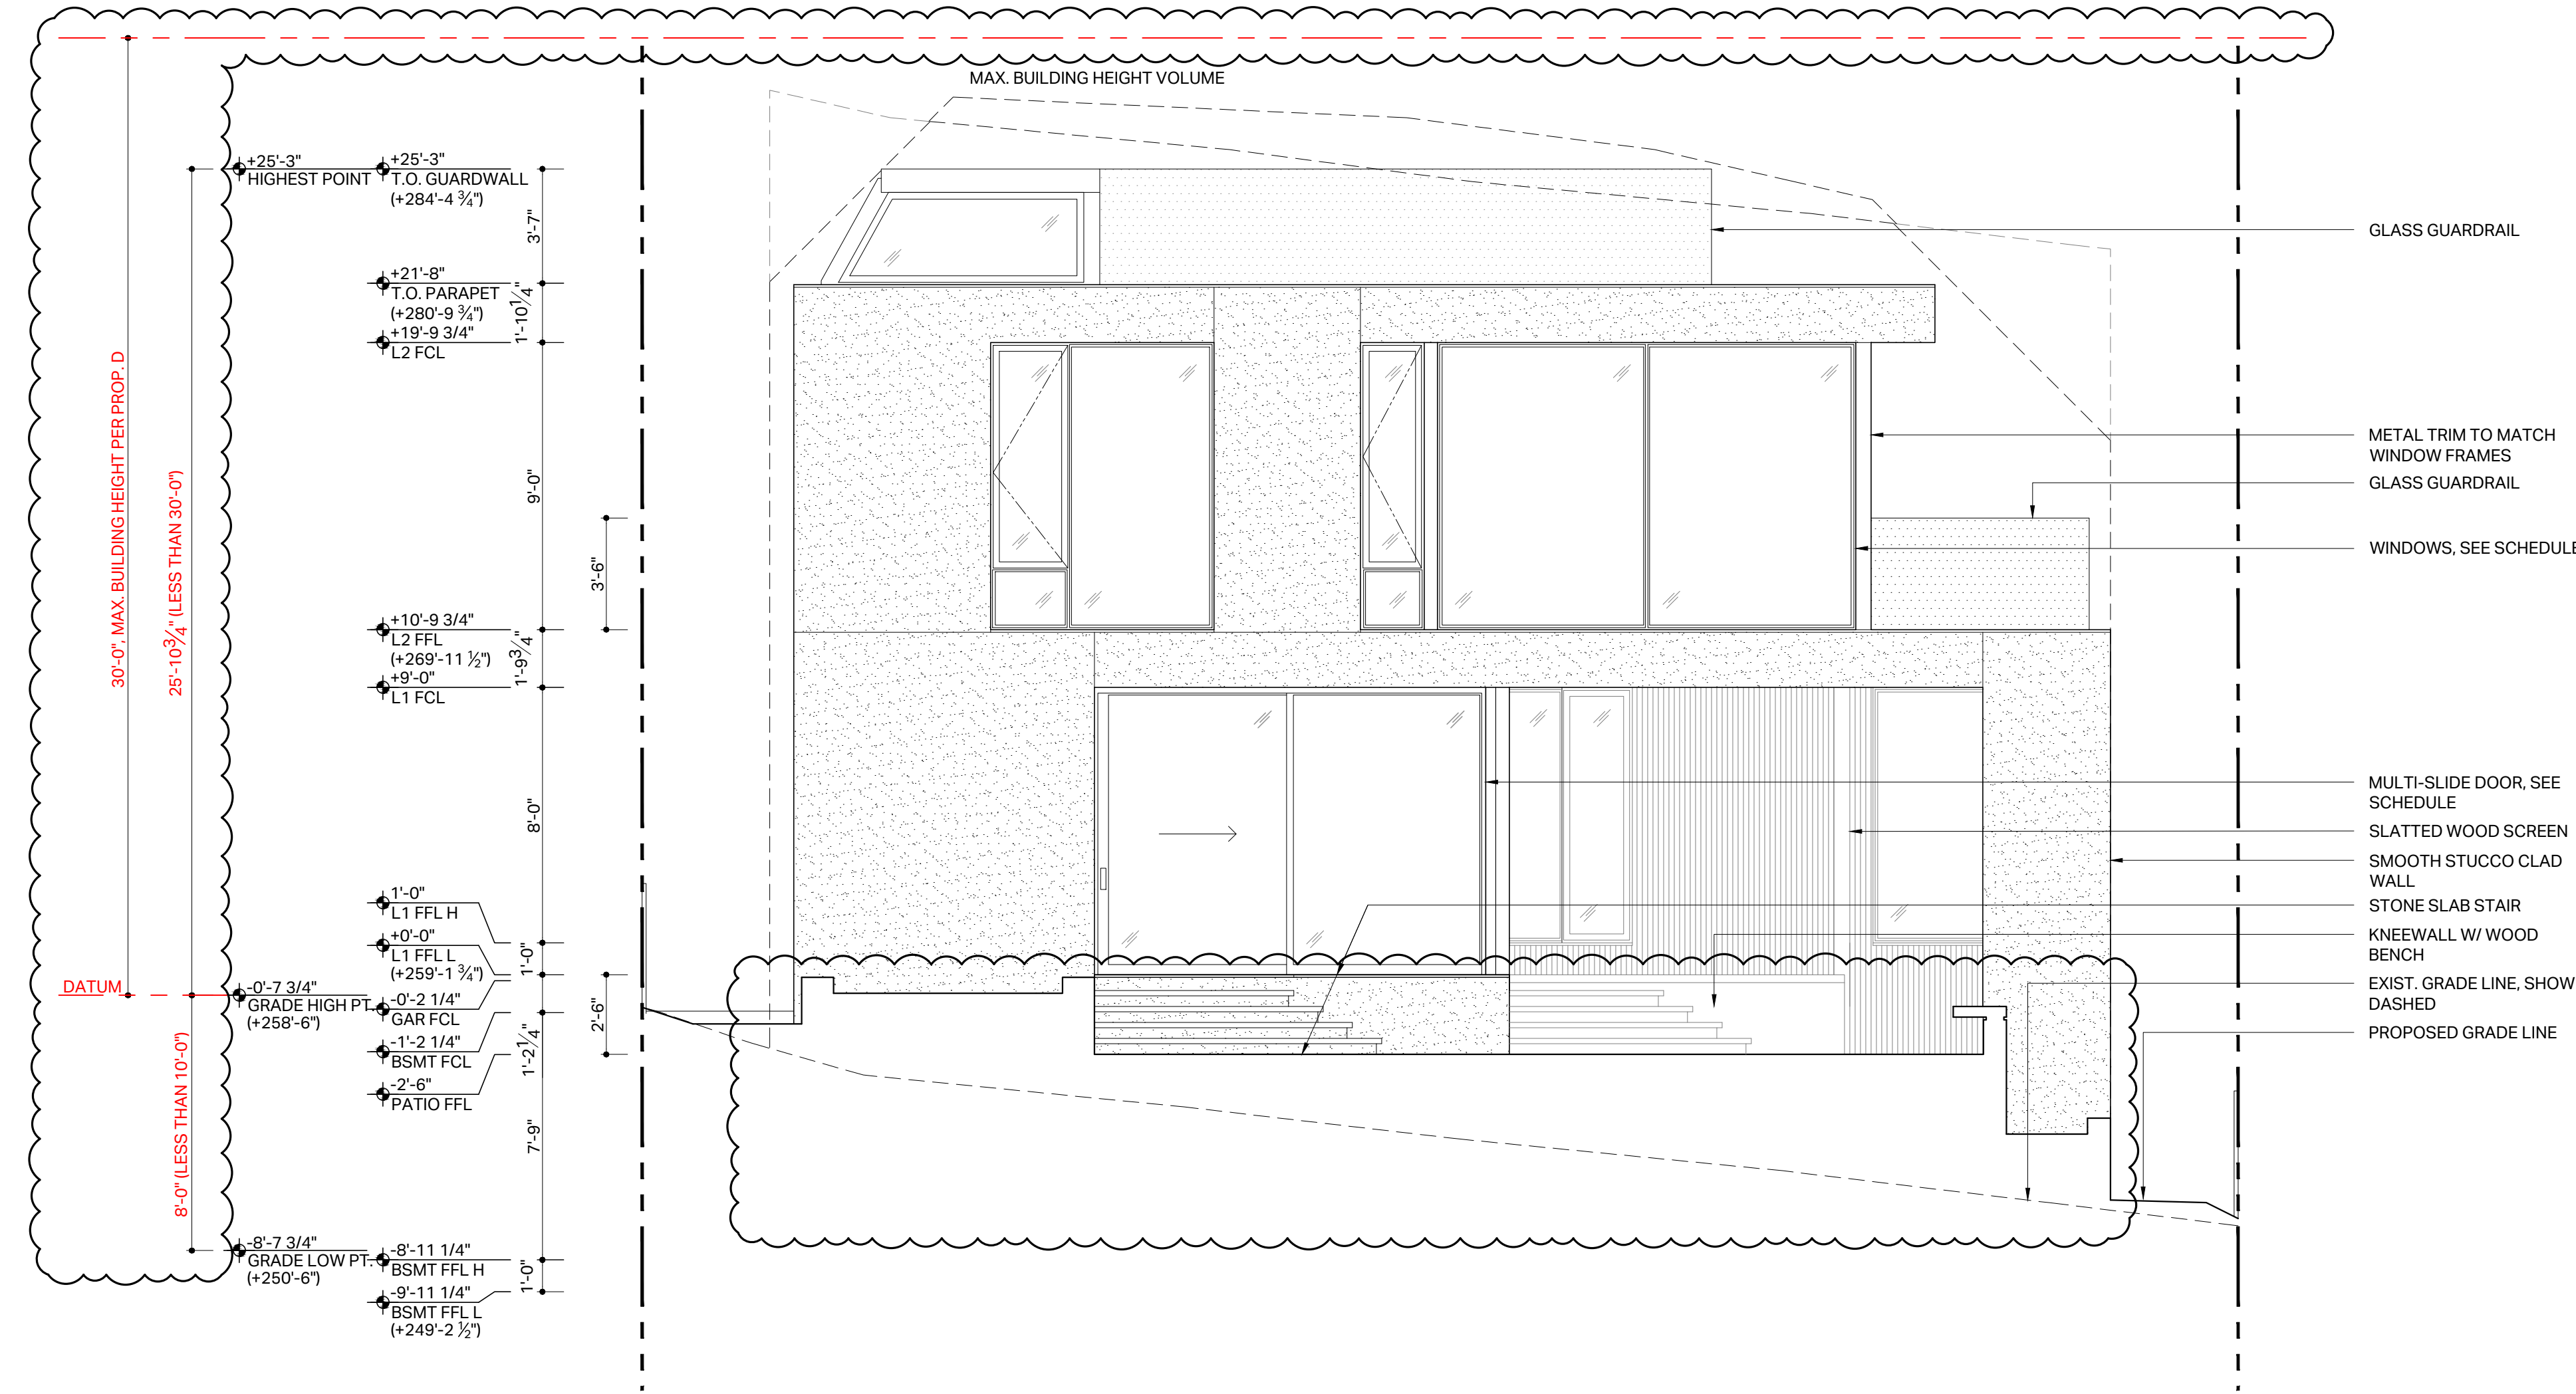 MAX. BUILDING HEIGHT VOLUME
30'-0", MAX. BUILDING HEIGHT PER PROP. D
25'-10¾" (LESS THAN 30'-0")
8'-0" (LESS THAN 10'-0")
DATUM
+25'-3"
HIGHEST POINT
-0'-7 3/4"
GRADE HIGH PT.
(+258'-6")
-8'-7 3/4"
GRADE LOW PT.
(+250'-6")
+25'-3"
T.O. GUARDWALL
(+284'-4 ¾")
+21'-8"
T.O. PARAPET
(+280'-9 ¾")
+19'-9 3/4"
L2 FCL
+10'-9 3/4"
L2 FFL
(+269'-11 ½")
+9'-0"
L1 FCL
1'-0"
L1 FFL H
+0'-0"
L1 FFL L
(+259'-1 ¾")
-0'-2 1/4"
GAR FCL
-1'-2 1/4"
BSMT FCL
-2'-6"
PATIO FFL
-8'-11 1/4"
BSMT FFL H
-9'-11 1/4"
BSMT FFL L
(+249'-2 ½")
3'-7"
1'-10¼"
9'-0"
1'-9¾"
8'-0"
1'-0"
1'-2¼"
7'-9"
1'-0"
3'-6"
2'-6"
GLASS GUARDRAIL
METAL TRIM TO MATCH
WINDOW FRAMES
GLASS GUARDRAIL
WINDOWS, SEE SCHEDULE
MULTI-SLIDE DOOR, SEE
SCHEDULE
SLATTED WOOD SCREEN
SMOOTH STUCCO CLAD
WALL
STONE SLAB STAIR
KNEEWALL W/ WOOD
BENCH
EXIST. GRADE LINE, SHOW
DASHED
PROPOSED GRADE LINE